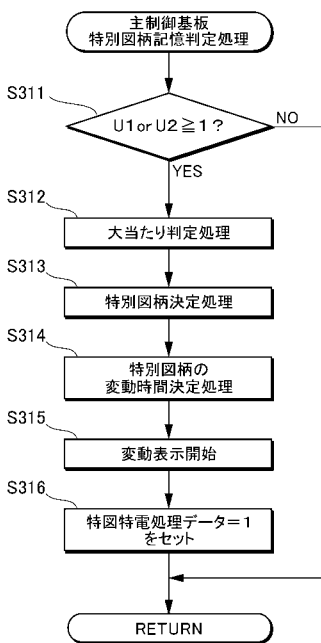 主制御基板
特別図柄記憶判定処理
S311
U1orU2≧1?
NO
YES
S312
大当たり判定処理
S313
特別図柄決定処理
S314
特別図柄の
変動時間決定処理
S315
変動表示開始
S316
特図特電処理データ=1
をセット
RETURN